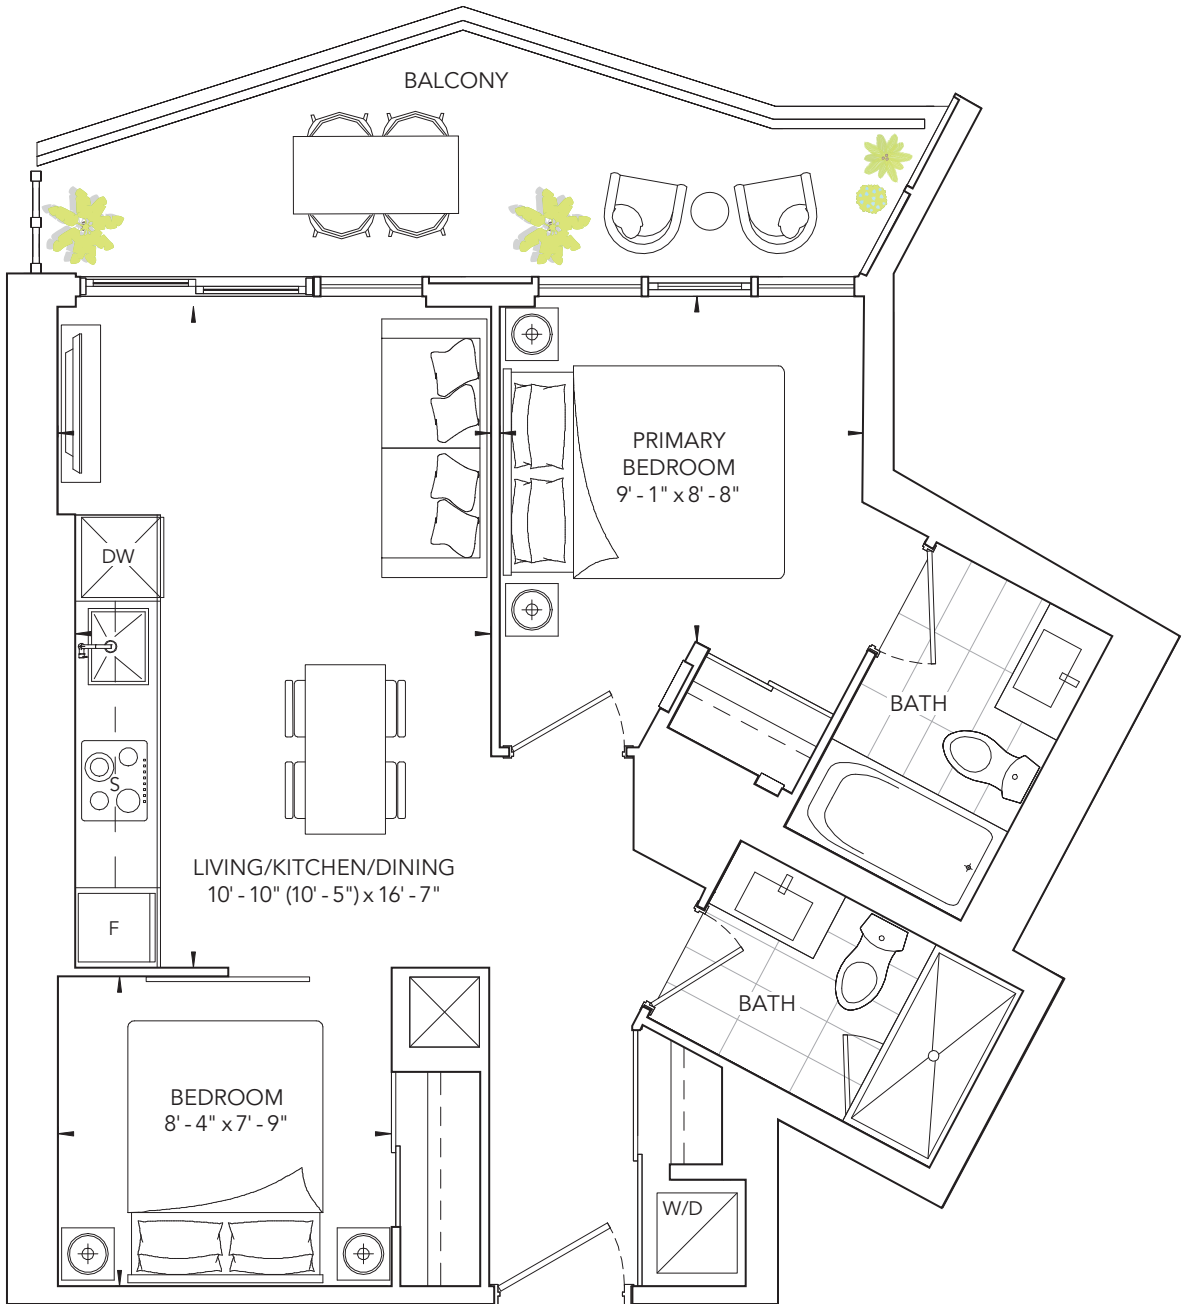 BALCONY
PRIMARY
BEDROOM
9' - 1" x 8' - 8"
DW
BATH
S
LIVING/KITCHEN/DINING
10' - 10" (10' - 5") x 16' - 7"
F
BATH
BEDROOM
8' - 4" x 7' - 9"
W/D